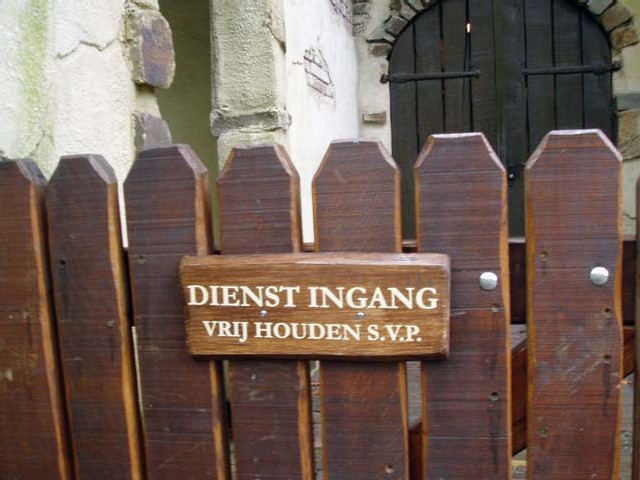 DIENST INGANG
VRIJ HOUDEN S.V.P.